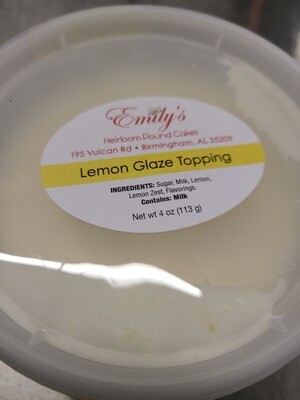 Emily's
Heirloom Pound Cakes
195 Vulcan Rd • Birmingham, AL 35209
Lemon Glaze Topping
INGREDIENTS: Sugar, Milk, Lemon,
Lemon Zest, Flavorings.
Contains: Milk
Net wt 4 oz (113 g)